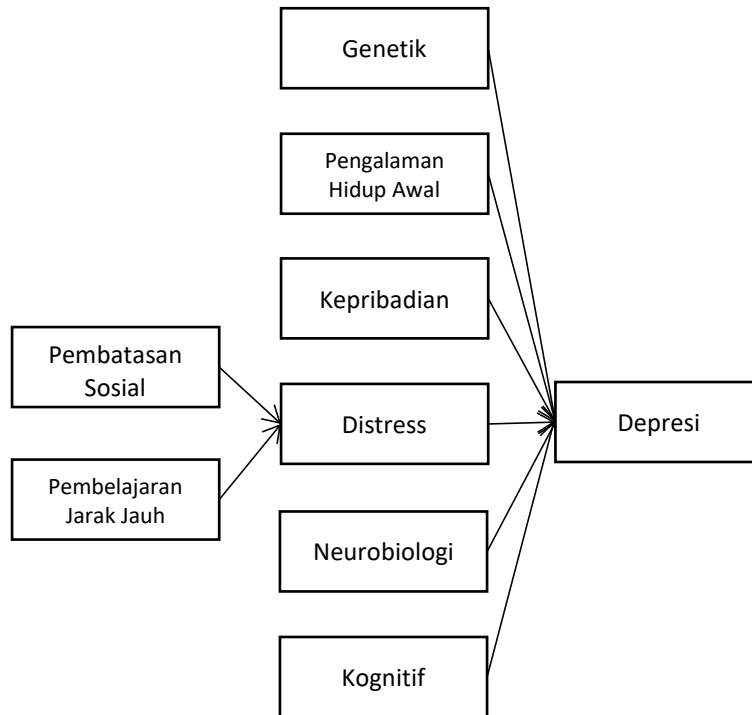 Genetik
Pengalaman
Hidup Awal
Kepribadian
Pembatasan
Sosial
Distress
Depresi
Pembelajaran
Jarak Jauh
Neurobiologi
Kognitif